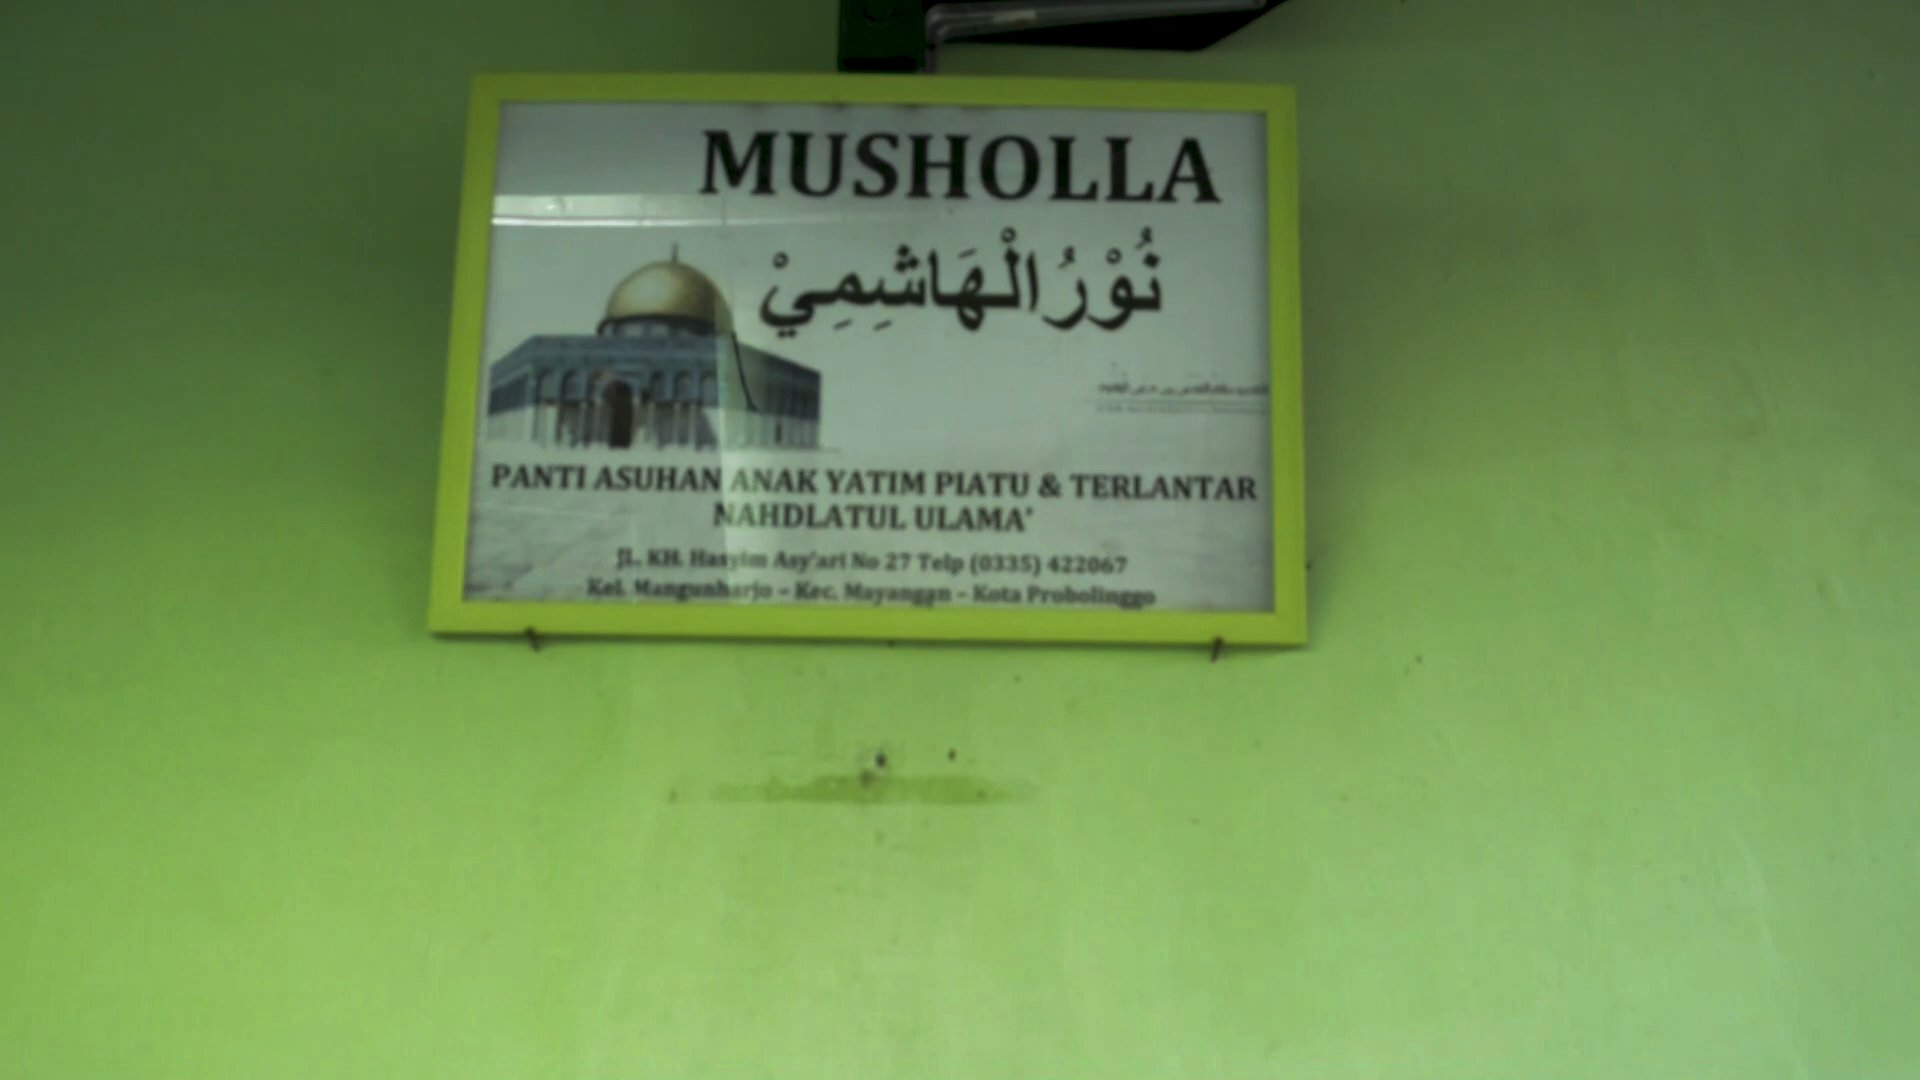 MUSHOLLA
نُوْرُ الْهَاشِمِيْ
PANTI ASUHAN ANAK YATIM PIATU & TERLANTAR
NAHDLATUL ULAMA'
JL. KH. Hasyim Asy'ari No 27 Telp (0335) 422067
Kel. Mangunharjo – Kec. Mayangan – Kota Probolinggo